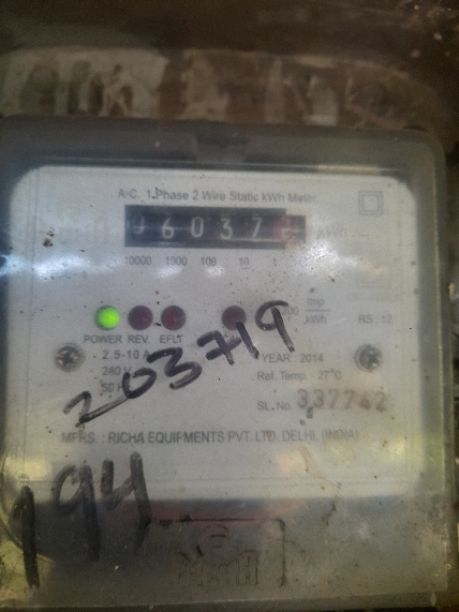 A-C 1 Phase 2 Wire Static kWh Meter
06037
kWh
10000 1000 100 10 1
imp
kWh
POWER REV. EFLT
RS : 12
2.5-10 A
240 V
50 H
YEAR : 2014
Ref. Temp. 27°C
203719
SL. No. 337742
MFRS. : RICHA EQUIPMENTS PVT. LTD. DELHI. (INDIA)
194